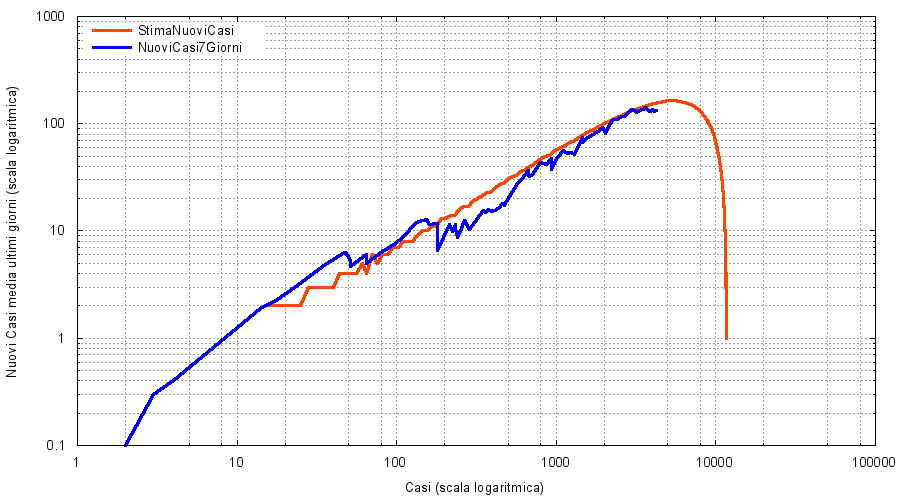 1000
StimaNuoviCasi
NuoviCasi7Giorni
100
10
1
0.1
Nuovi Casi media ultimi giorni (scala logaritmica)
1 10 100 1000 10000 100000
Casi (scala logaritmica)